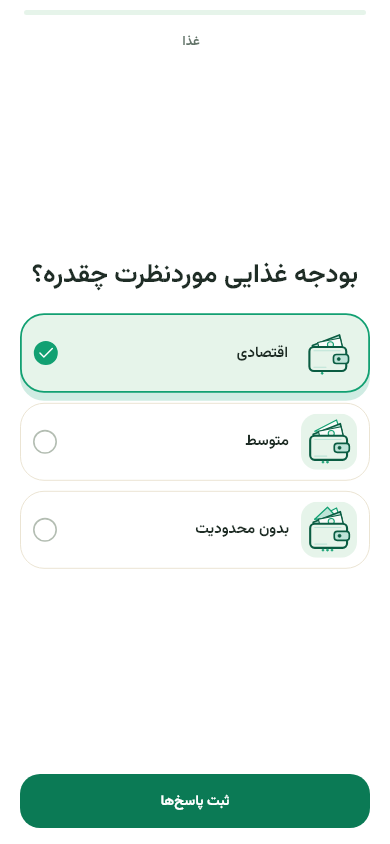 غذا
بودجه غذایی موردنظرت چقدره؟
اقتصادی
متوسط
بدون محدودیت
ثبت پاسخ‌ها